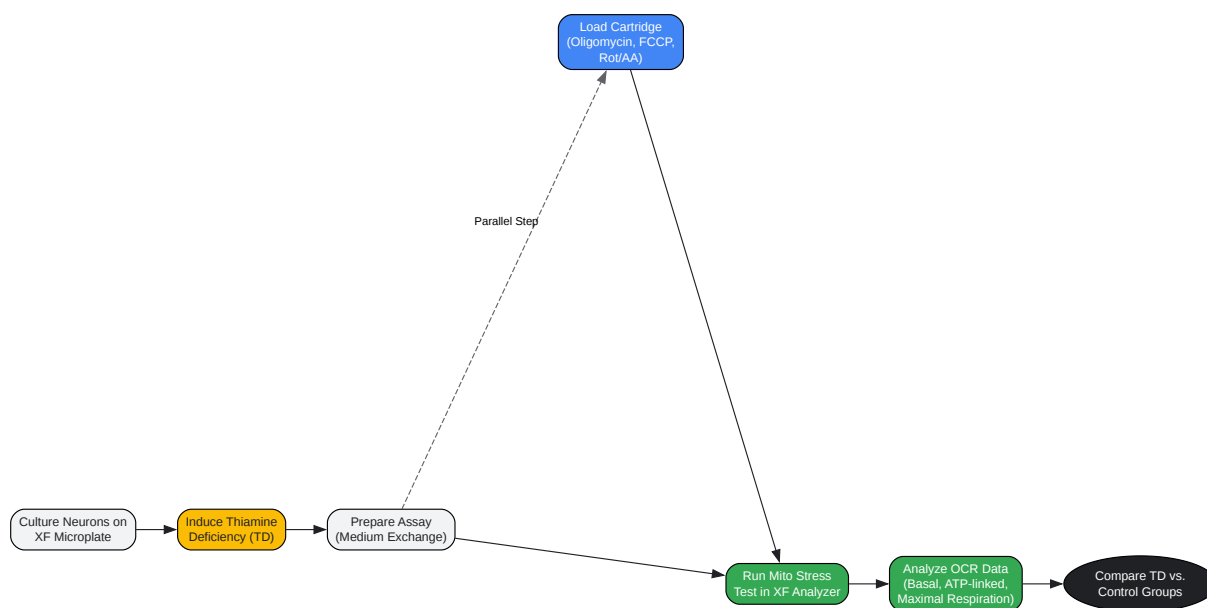 Load Cartridge
(Oligomycin, FCCP,
Rot/AA)
Parallel Step
Culture Neurons on
XF Microplate
Induce Thiamine
Deficiency (TD)
Prepare Assay
(Medium Exchange)
Run Mito Stress
Test in XF Analyzer
Analyze OCR Data
(Basal, ATP-linked,
Maximal Respiration)
Compare TD vs.
Control Groups